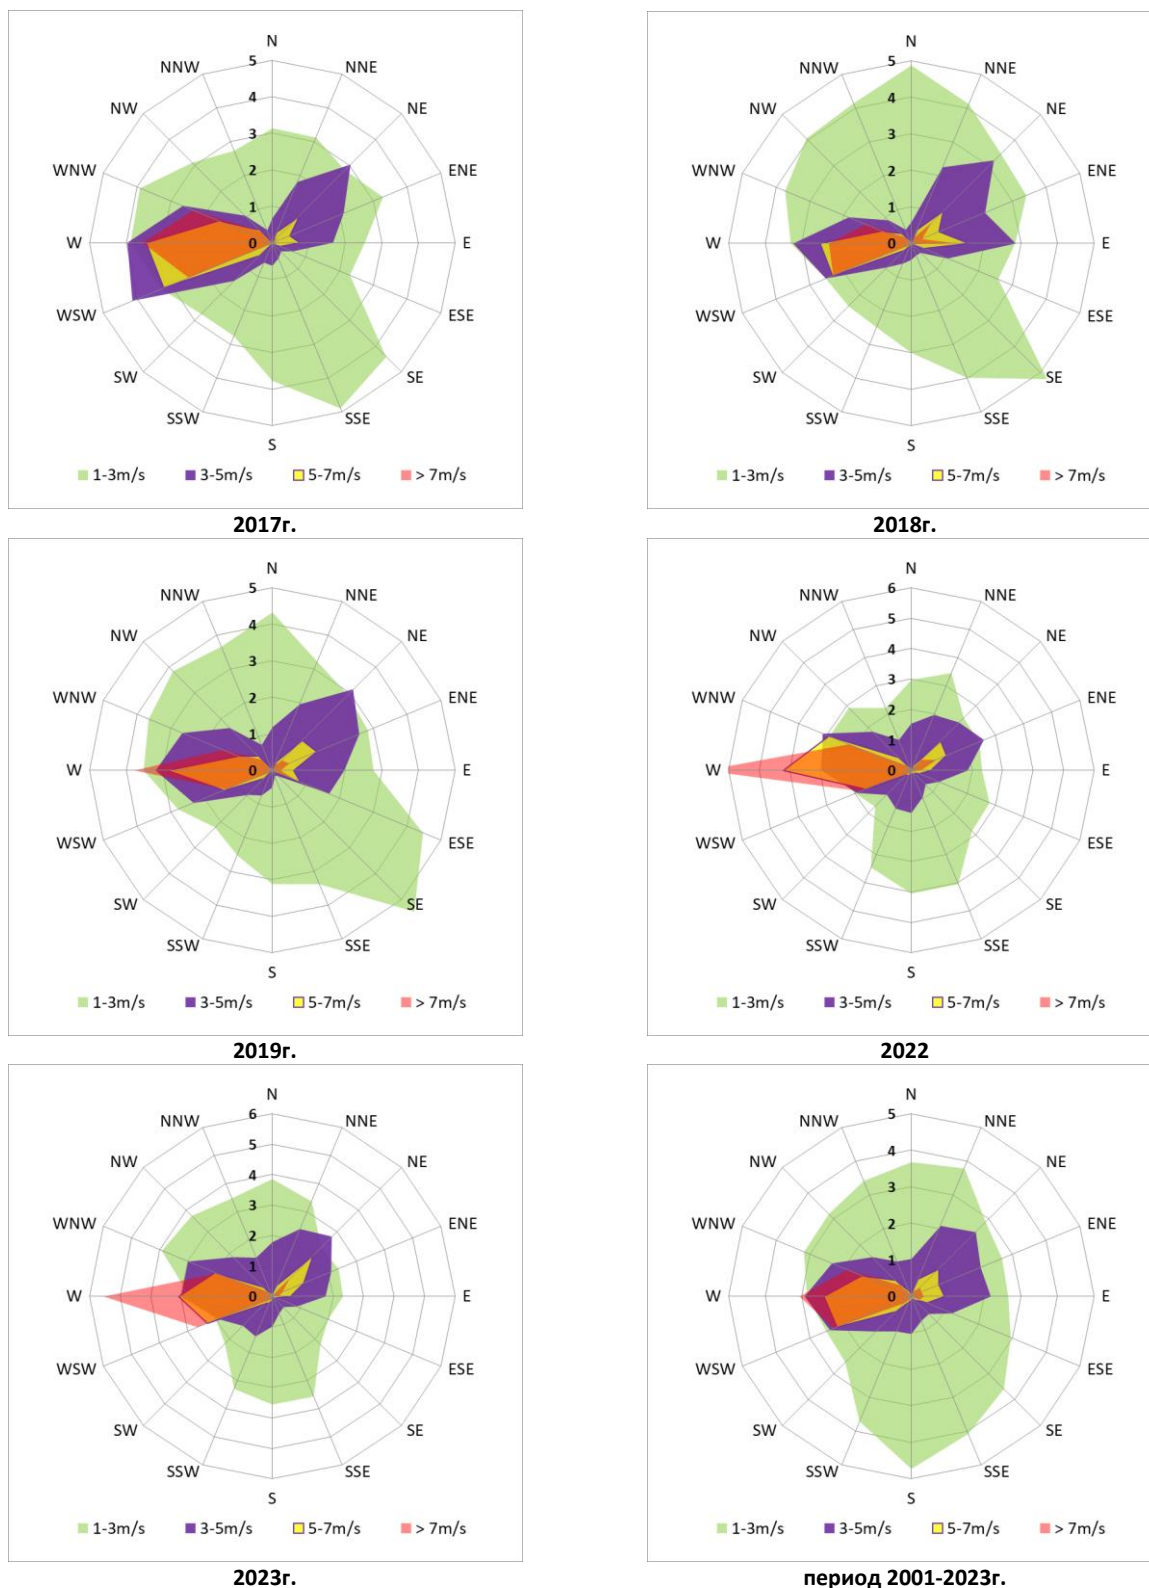 N
NNW 5 NNE
NW 4 NE
3
WNW 2 ENE
1
W 0 E
WSW ESE
SW SE
SSW SSE
S
1-3m/s 3-5m/s 5-7m/s > 7m/s
2017г.
N
NNW 5 NNE
NW 4 NE
3
WNW 2 ENE
1
W 0 E
WSW ESE
SW SE
SSW SSE
S
1-3m/s 3-5m/s 5-7m/s > 7m/s
2018г.
N
NNW 5 NNE
NW 4 NE
3
WNW 2 ENE
1
W 0 E
WSW ESE
SW SE
SSW SSE
S
1-3m/s 3-5m/s 5-7m/s > 7m/s
2019г.
N
NNW 6 NNE
5
NW 4 NE
3
WNW 2 ENE
1
W 0 E
WSW ESE
SW SE
SSW SSE
S
1-3m/s 3-5m/s 5-7m/s > 7m/s
2022
N
NNW 6 NNE
5
NW 4 NE
3
WNW 2 ENE
1
W 0 E
WSW ESE
SW SE
SSW SSE
S
1-3m/s 3-5m/s 5-7m/s > 7m/s
2023г.
N
NNW 5 NNE
NW 4 NE
3
WNW 2 ENE
1
W 0 E
WSW ESE
SW SE
SSW SSE
S
1-3m/s 3-5m/s 5-7m/s > 7m/s
период 2001-2023г.